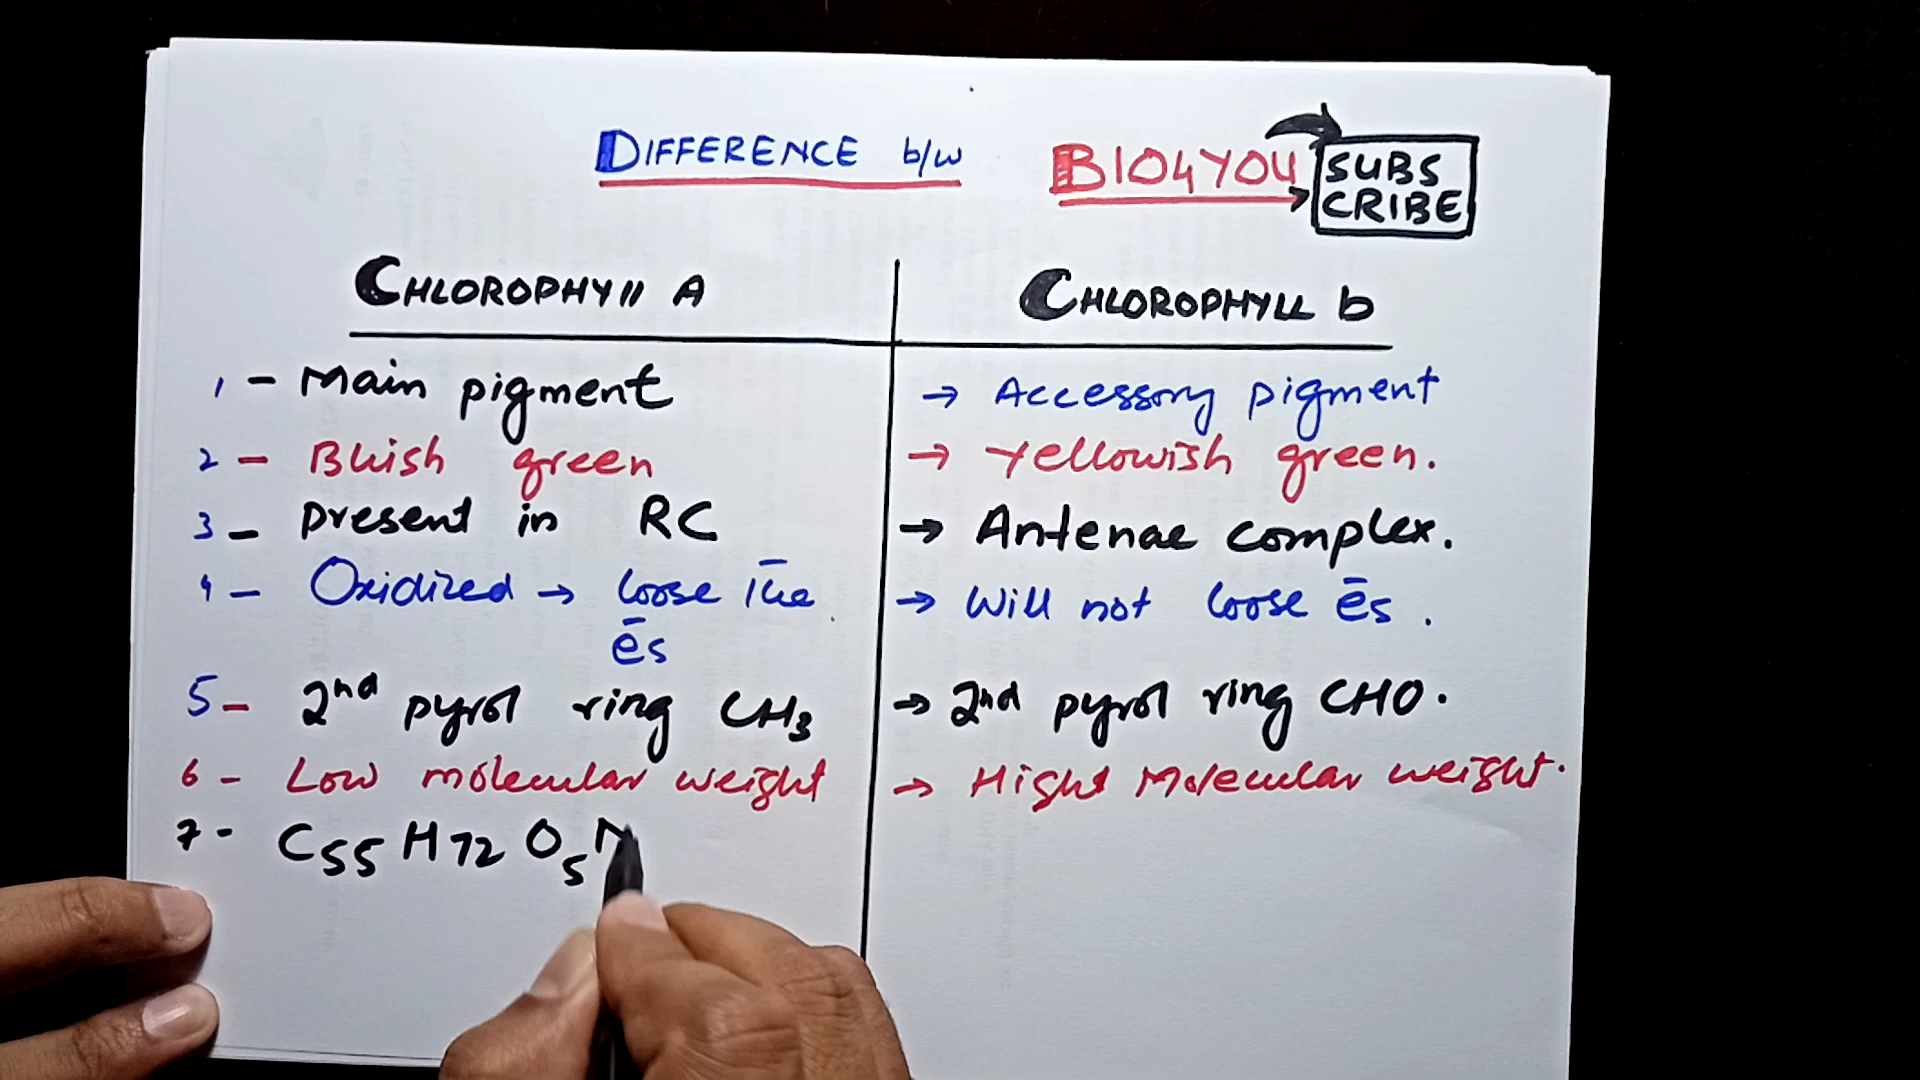 DIFFERENCE b/w
BIO4YOU
SUBS
CRIBE
CHLOROPHYll A
CHLOROPHYLL b
1 - Main pigment
→ Accessory pigment
2 - Bluish green
→ Yellowish green.
3 - present in RC
→ Antenae complex.
4 - Oxidized → loose the
ēs
→ Will not loose ēs.
5 - 2nd pyrol ring CH3
→ 2nd pyrol ring CHO.
6 - Low molecular weight
→ Hight Molecular weight.
7 - C55 H72 O5 N